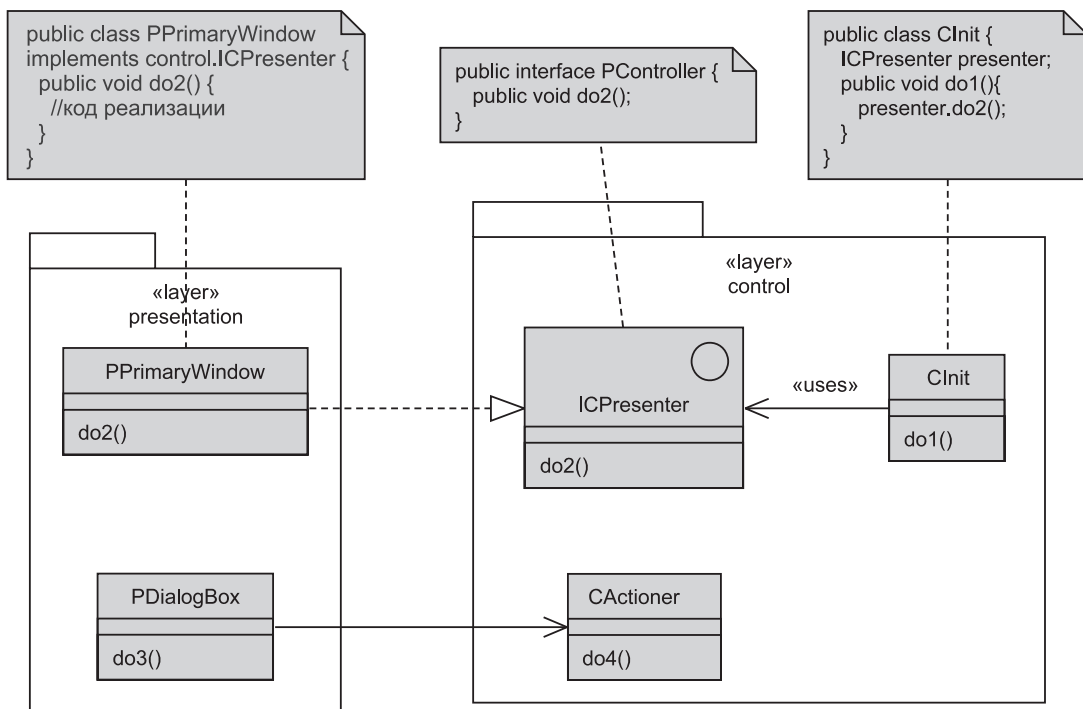 public class PPrimaryWindow
implements control.ICPresenter {
public void do2() {
//код реализации
}
}
public interface PController {
public void do2();
}
public class CInit {
ICPresenter presenter;
public void do1(){
presenter.do2();
}
}
«layer»
presentation
PPrimaryWindow
do2()
PDialogBox
do3()
«layer»
control
ICPresenter
do2()
«uses»
CInit
do1()
CActioner
do4()